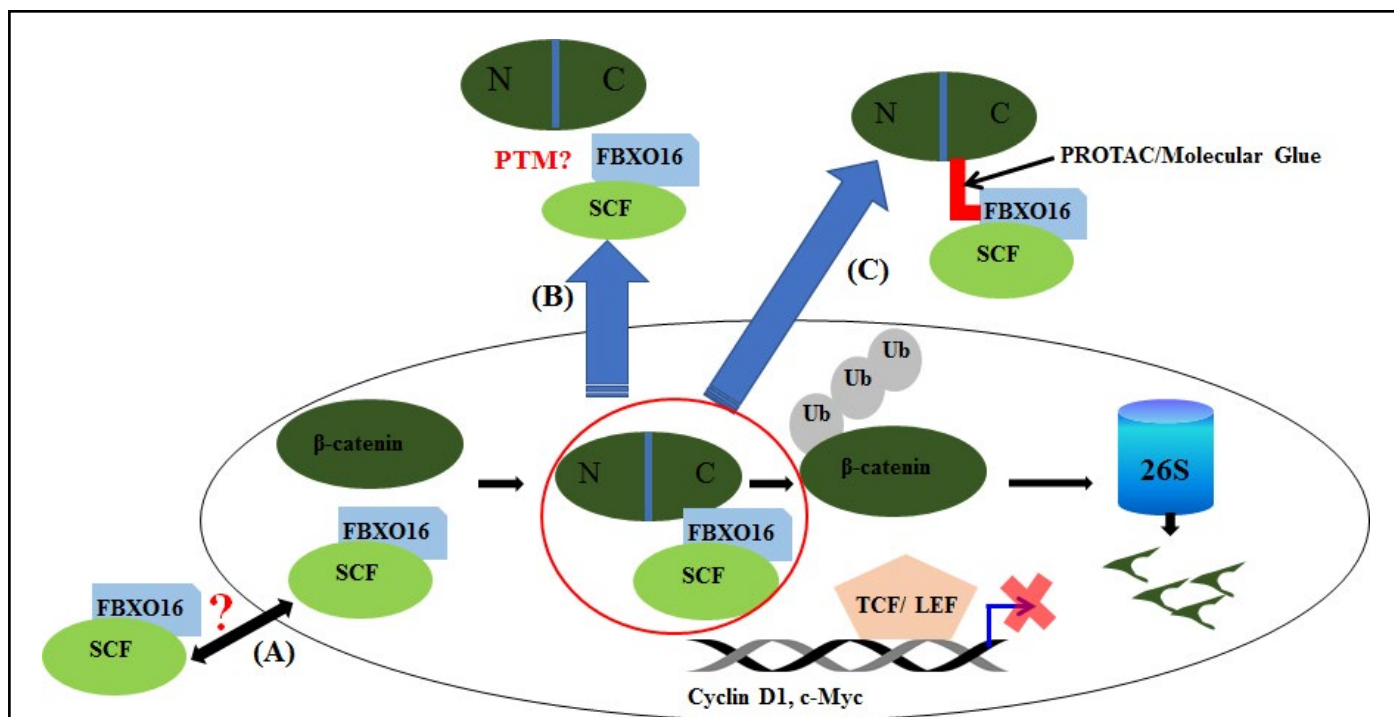 N C
PTM?
FBXO16
SCF
(B)
N C
PROTAC/Molecular Glue
FBXO16
SCF
(C)
β-catenin
FBXO16
SCF
FBXO16
SCF
?
(A)
N C
FBXO16
SCF
Ub
Ub
Ub
β-catenin
26S
TCF/ LEF
Cyclin D1, c-Myc